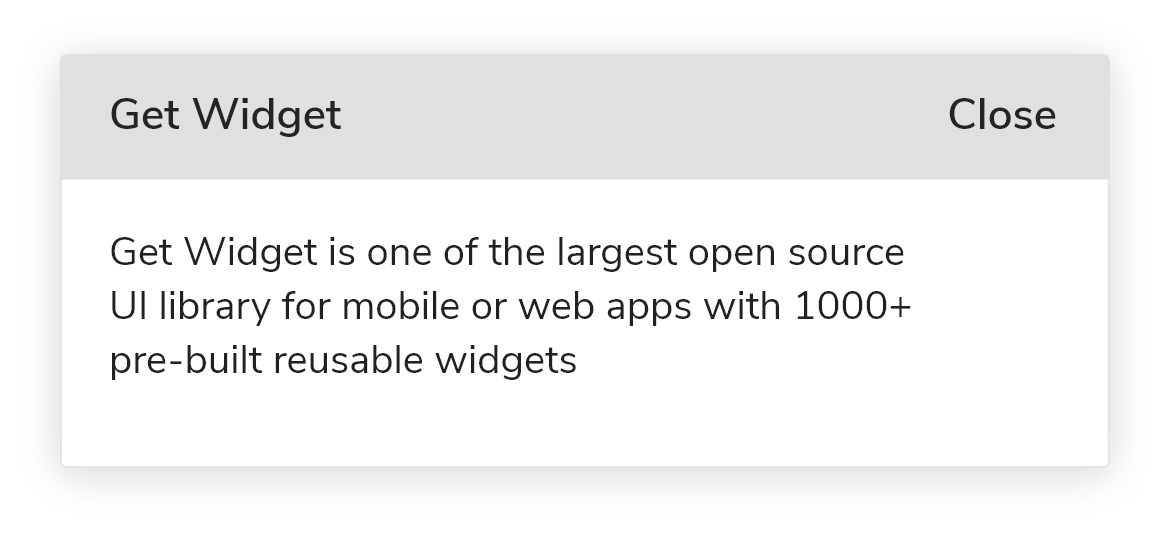 Get Widget Close
Get Widget is one of the largest open source
UI library for mobile or web apps with 1000+
pre-built reusable widgets